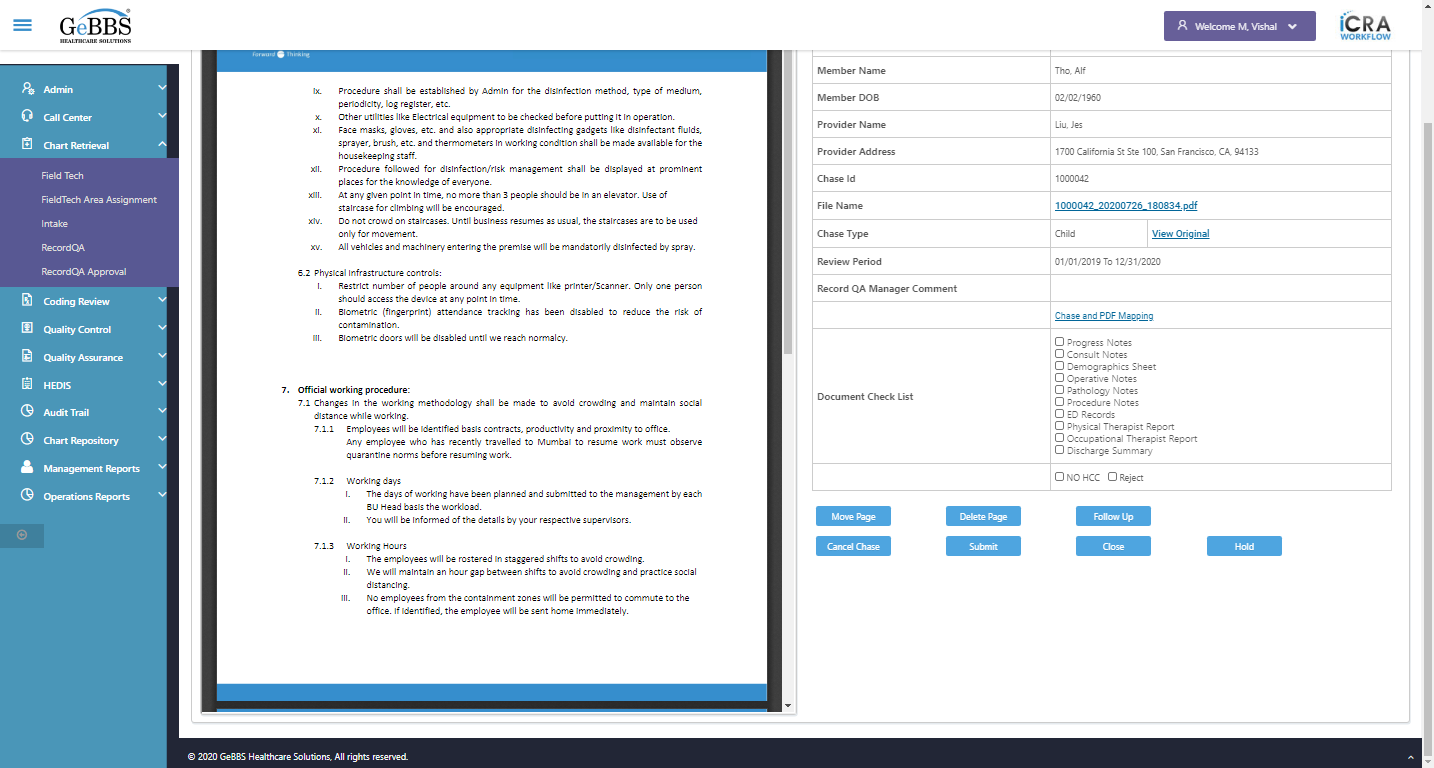 GeBBS
HEALTHCARE SOLUTIONS
Welcome M, Vishal
iCRA
WORKFLOW
Admin
Call Center
Chart Retrieval
Field Tech
FieldTech Area Assignment
Intake
RecordQA
RecordQA Approval
Coding Review
Quality Control
Quality Assurance
HEDIS
Audit Trail
Chart Repository
Management Reports
Operations Reports
Forward Thinking
ix. Procedure shall be established by Admin for the disinfection method, type of medium,
periodicity, log register, etc.
x. Other utilities like Electrical equipment to be checked before putting it in operation.
xi. Face masks, gloves, etc. and also appropriate disinfecting gadgets like disinfectant fluids,
sprayer, brush, etc. and thermometers in working condition shall be made available for the
housekeeping staff.
xii. Procedure followed for disinfection/risk management shall be displayed at prominent
places for the knowledge of everyone.
xiii. At any given point in time, no more than 3 people should be in an elevator. Use of
staircase for climbing will be encouraged.
xiv. Do not crowd on staircases. Until business resumes as usual, the staircases are to be used
only for movement.
xv. All vehicles and machinery entering the premise will be mandatorily disinfected by spray.
6.2 Physical infrastructure controls:
i. Restrict number of people around any equipment like printer/Scanner. Only one person
should access the device at any point in time.
ii. Biometric (fingerprint) attendance tracking has been disabled to reduce the risk of
contamination.
iii. Biometric doors will be disabled until we reach normalcy.
7. Official working procedure:
7.1 Changes in the working methodology shall be made to avoid crowding and maintain social
distance while working.
7.1.1 Employees will be identified basis contracts, productivity and proximity to office.
Any employee who has recently travelled to Mumbai to resume work must observe
quarantine norms before resuming work.
7.1.2 Working days
i. The days of working have been planned and submitted to the management by each
BU Head basis the workload.
ii. You will be informed of the details by your respective supervisors.
7.1.3 Working Hours
i. The employees will be rostered in staggered shifts to avoid crowding.
ii. We will maintain an hour gap between shifts to avoid crowding and practice social
distancing.
iii. No employees from the containment zones will be permitted to commute to the
office. If identified, the employee will be sent home immediately.
Member Name Tho, Alf
Member DOB 02/02/1960
Provider Name Liu, Jes
Provider Address 1700 California St Ste 100, San Francisco, CA, 94133
Chase Id 1000042
File Name 1000042_20200726_180834.pdf
Chase Type Child View Original
Review Period 01/01/2019 To 12/31/2020
Record QA Manager Comment
Chase and PDF Mapping
Document Check List
Progress Notes
Consult Notes
Demographics Sheet
Operative Notes
Pathology Notes
Procedure Notes
ED Records
Physical Therapist Report
Occupational Therapist Report
Discharge Summary
NO HCC Reject
Move Page Delete Page Follow Up
Cancel Chase Submit Close Hold
© 2020 GeBBS Healthcare Solutions, All rights reserved.